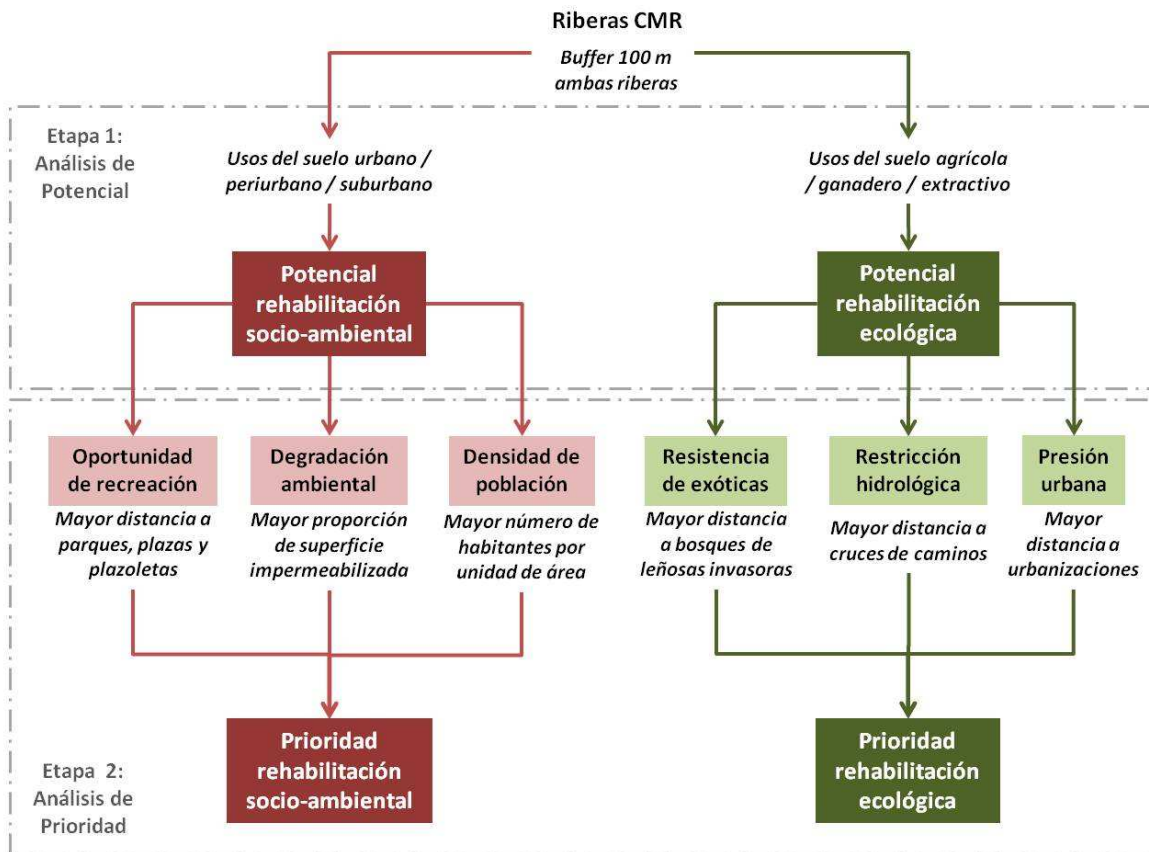 Riberas CMR
Buffer 100 m
ambas riberas
Etapa 1:
Análisis de
Potencial
Usos del suelo urbano /
periurbano / suburbano
Usos del suelo agrícola
/ ganadero / extractivo
Potencial
rehabilitación
socio-ambiental
Potencial
rehabilitación
ecológica
Oportunidad
de recreación
Mayor distancia a
parques, plazas y
plazoletas
Degradación
ambiental
Mayor proporción
de superficie
impermeabilizada
Densidad de
población
Mayor número de
habitantes por
unidad de área
Resistencia
de exóticas
Mayor distancia
a bosques de
leñosas invasoras
Restricción
hidrológica
Mayor distancia a
cruces de caminos
Presión
urbana
Mayor
distancia a
urbanizaciones
Etapa 2:
Análisis de
Prioridad
Prioridad
rehabilitación
socio-ambiental
Prioridad
rehabilitación
ecológica